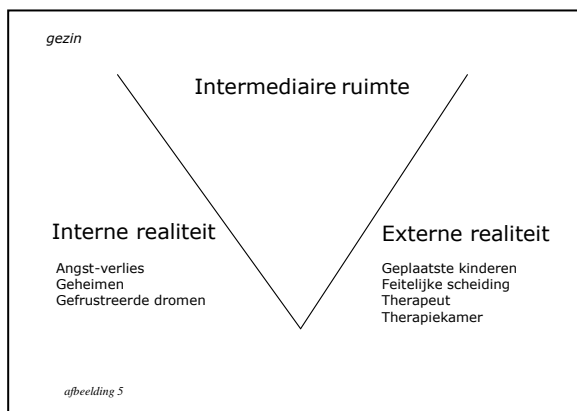 gezin
Intermediaire ruimte
Interne realiteit
Angst-verlies
Geheimen
Gefrustreerde dromen
Externe realiteit
Geplaatste kinderen
Feitelijke scheiding
Therapeut
Therapiekamer
afbeelding 5